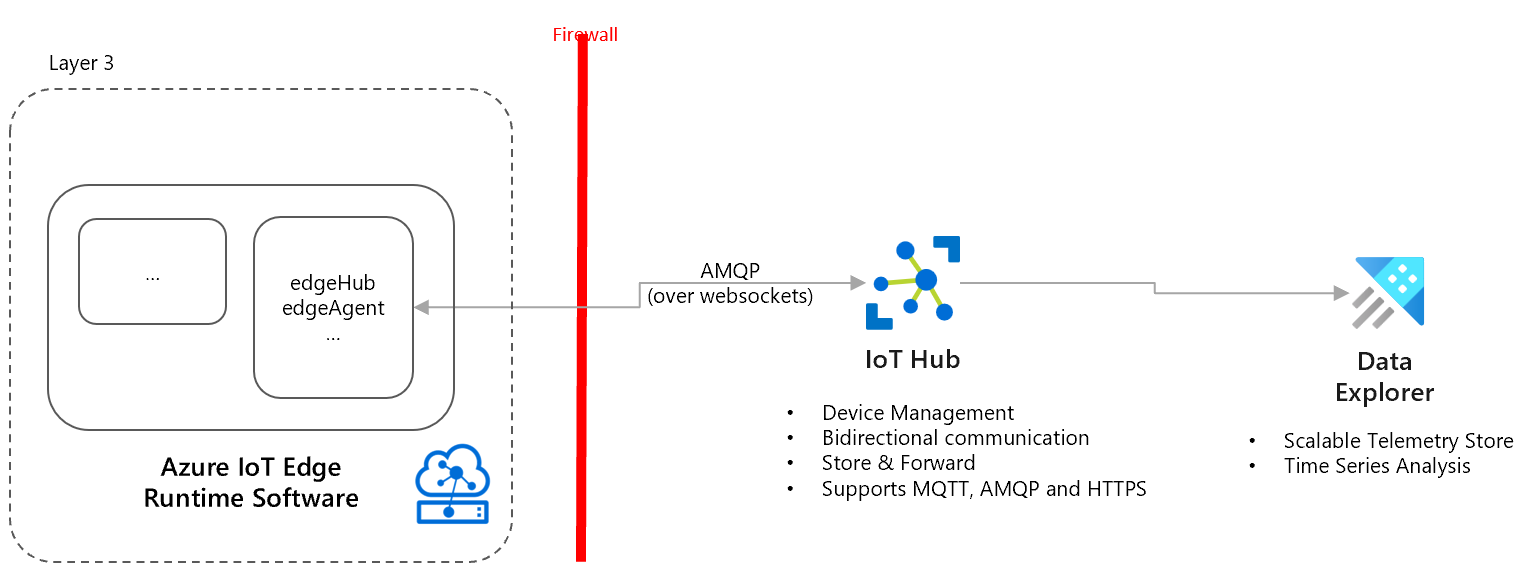 Firewall
Layer 3
...
edgeHub
edgeAgent
...
Azure IoT Edge
Runtime Software
AMQP
(over websockets)
IoT Hub
• Device Management
• Bidirectional communication
• Store & Forward
• Supports MQTT, AMQP and HTTPS
Data
Explorer
• Scalable Telemetry Store
• Time Series Analysis